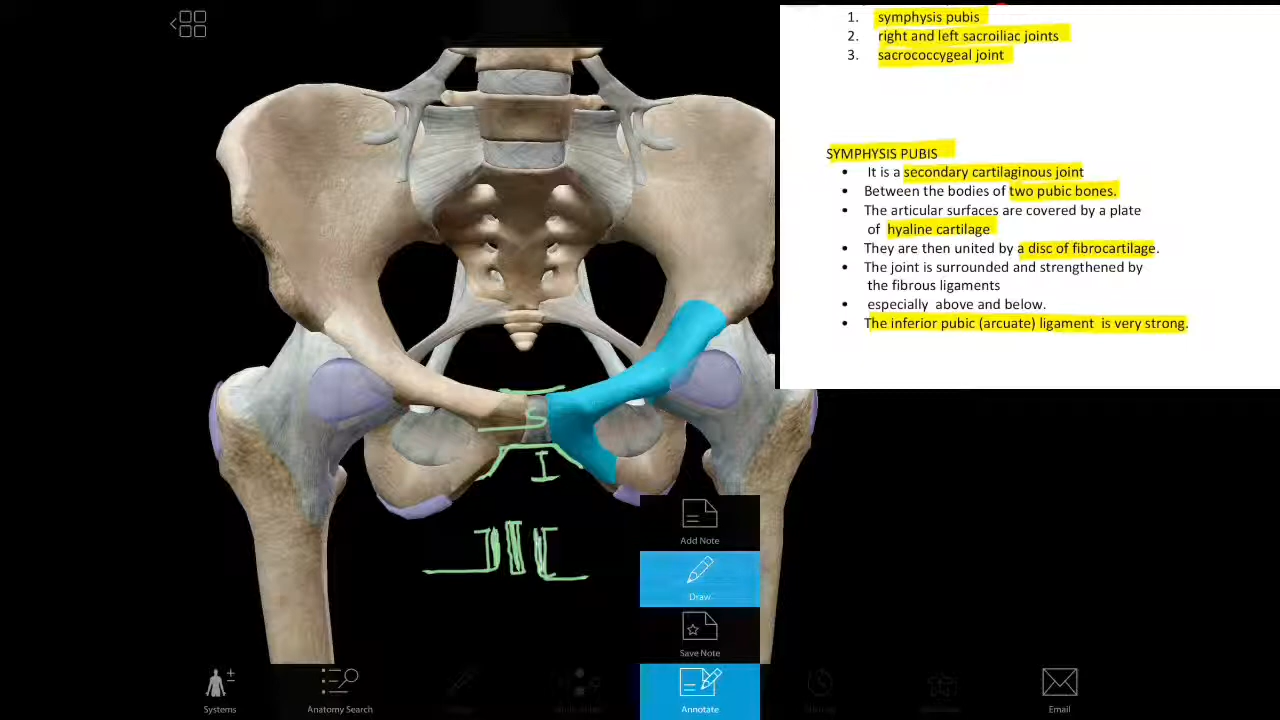 1. symphysis pubis
2. right and left sacroiliac joints
3. sacrococcygeal joint
SYMPHYSIS PUBIS
• It is a secondary cartilaginous joint
• Between the bodies of two pubic bones.
• The articular surfaces are covered by a plate
of hyaline cartilage
• They are then united by a disc of fibrocartilage.
• The joint is surrounded and strengthened by
the fibrous ligaments
• especially above and below.
• The inferior pubic (arcuate) ligament is very strong.
S
I
Add Note
Draw
Save Note
Systems
Anatomy Search
Annotate
Email